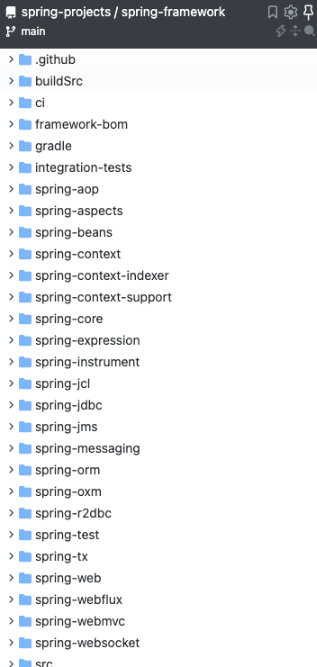 spring-projects / spring-framework
main
.github
buildSrc
ci
framework-bom
gradle
integration-tests
spring-aop
spring-aspects
spring-beans
spring-context
spring-context-indexer
spring-context-support
spring-core
spring-expression
spring-instrument
spring-jcl
spring-jdbc
spring-jms
spring-messaging
spring-orm
spring-oxm
spring-r2dbc
spring-test
spring-tx
spring-web
spring-webflux
spring-webmvc
spring-websocket
src